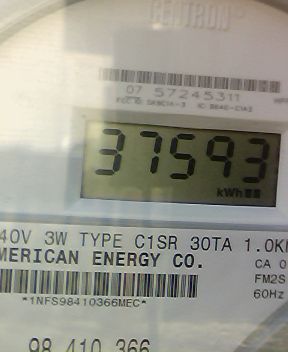 CENTRON®
07 57245311
37593
kWh
40V 3W TYPE C1SR 30TA 1.0K
MERICAN ENERGY CO.
CA 0
FM2S
60Hz
*1NFS98410366MEC*
98 410 366